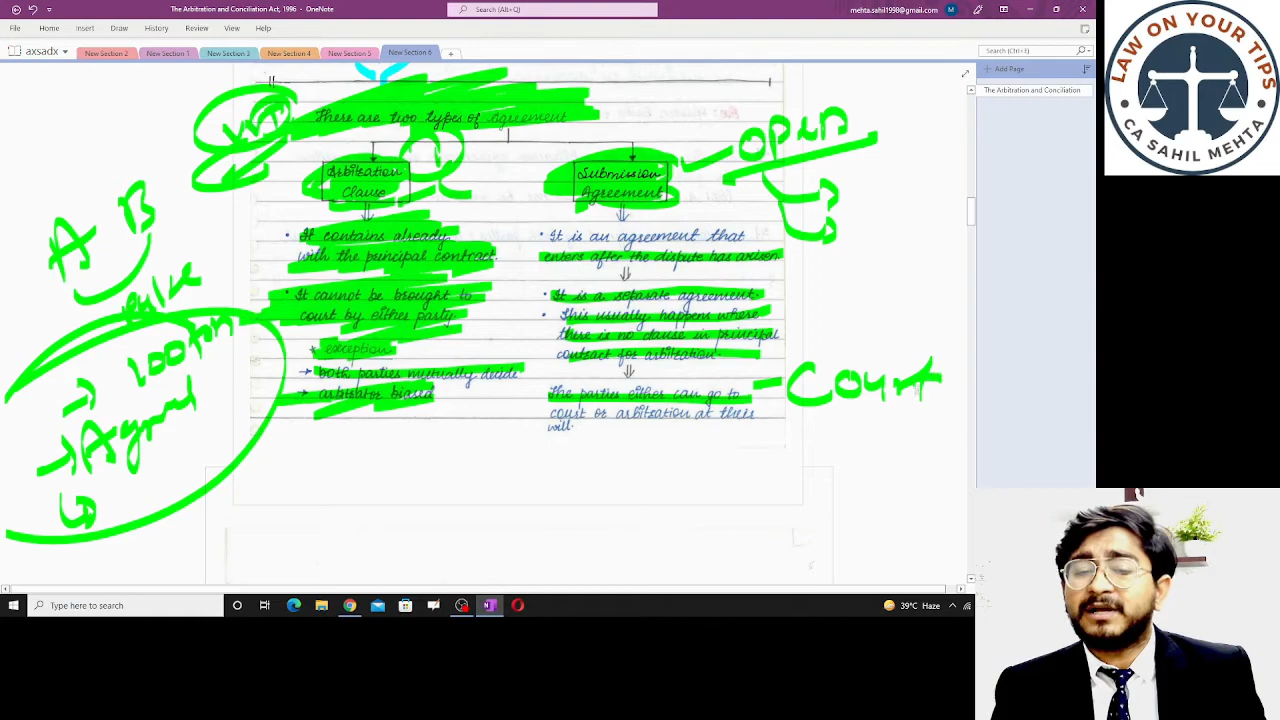 The Arbitration and Conciliation Act, 1996 - OneNote
Search (Alt+Q)
mehta.sahil1998@gmail.com
M
File
Home
Insert
Draw
History
Review
View
Help
axsadx
New Section 2
New Section 1
New Section 3
New Section 4
New Section 5
New Section 6
Search (Ctrl+E)
Add Page
The Arbitration and Conciliation
LAW ON YOUR TIPS
CA SAHIL MEHTA
There are two types of Agreement
Arbitration
Clause
• It contains already
with the principal contract.
• It cannot be brought to
court by either party.
* exception
→ both parties mutually decide
→ arbitrator biased
Submission
Agreement
• It is an agreement that
enters after the dispute has arisen.
• It is a separate agreement.
• This usually happens where
there is no clause in principal
contract for arbitration.
The parties either can go to
court or arbitration at their
will.
open
Court
A B
100 ton
Type here to search
39°C Haze